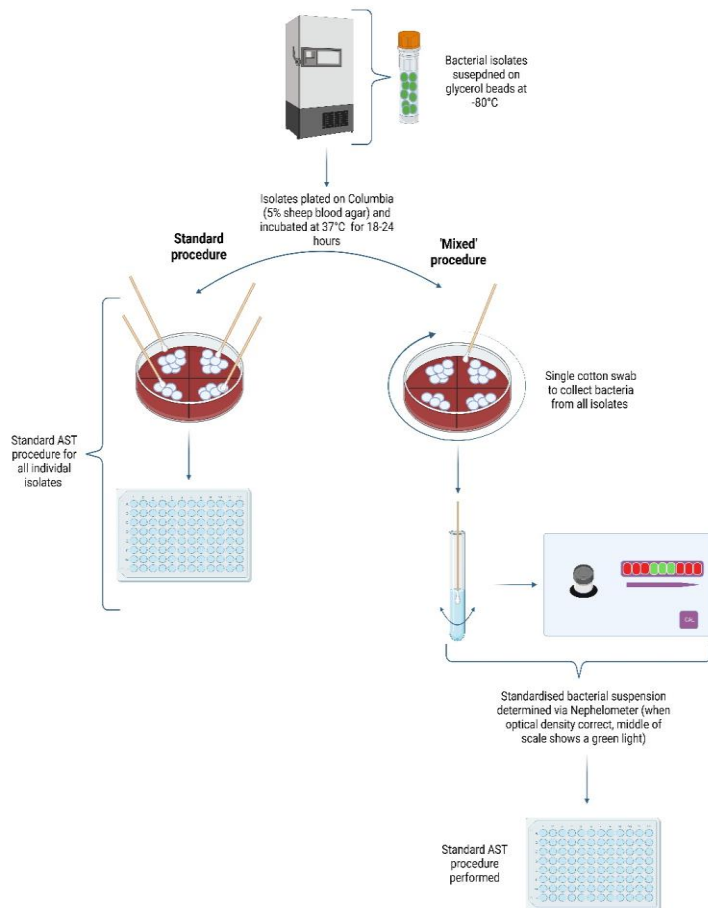 Bacterial isolates
susepdned on
glycerol beads at
-80°C
Isolates plated on Columbia
(5% sheep blood agar) and
incubated at 37°C for 18-24
hours
Standard
procedure
'Mixed'
procedure
Single cotton swab
to collect bacteria
from all isolates
Standard AST
procedure for
all individal
isolates
CAL
Standardised bacterial suspension
determined via Nephelometer (when
optical density correct, middle of
scale shows a green light)
Standard AST
procedure
performed